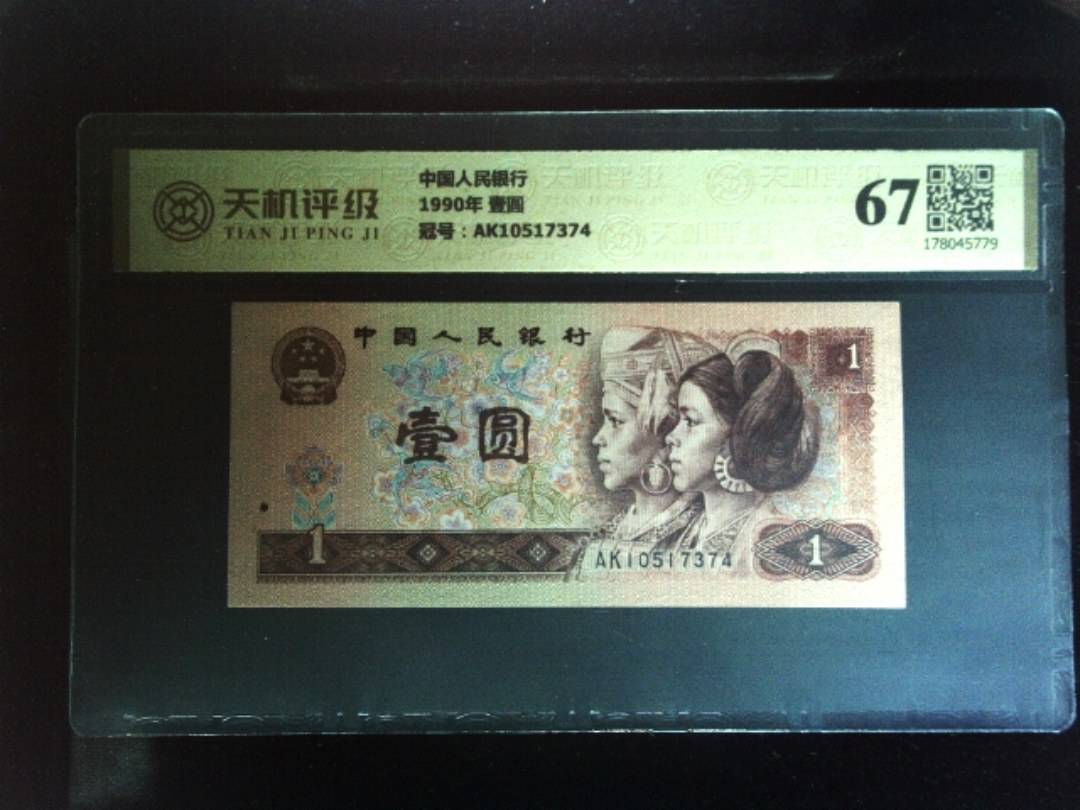 天机评级
TIAN JI PING JI
中国人民银行
1990年 壹圆
冠号：AK10517374
67
178045779
中国人民银行
1
壹圆
1
AK10517374
1